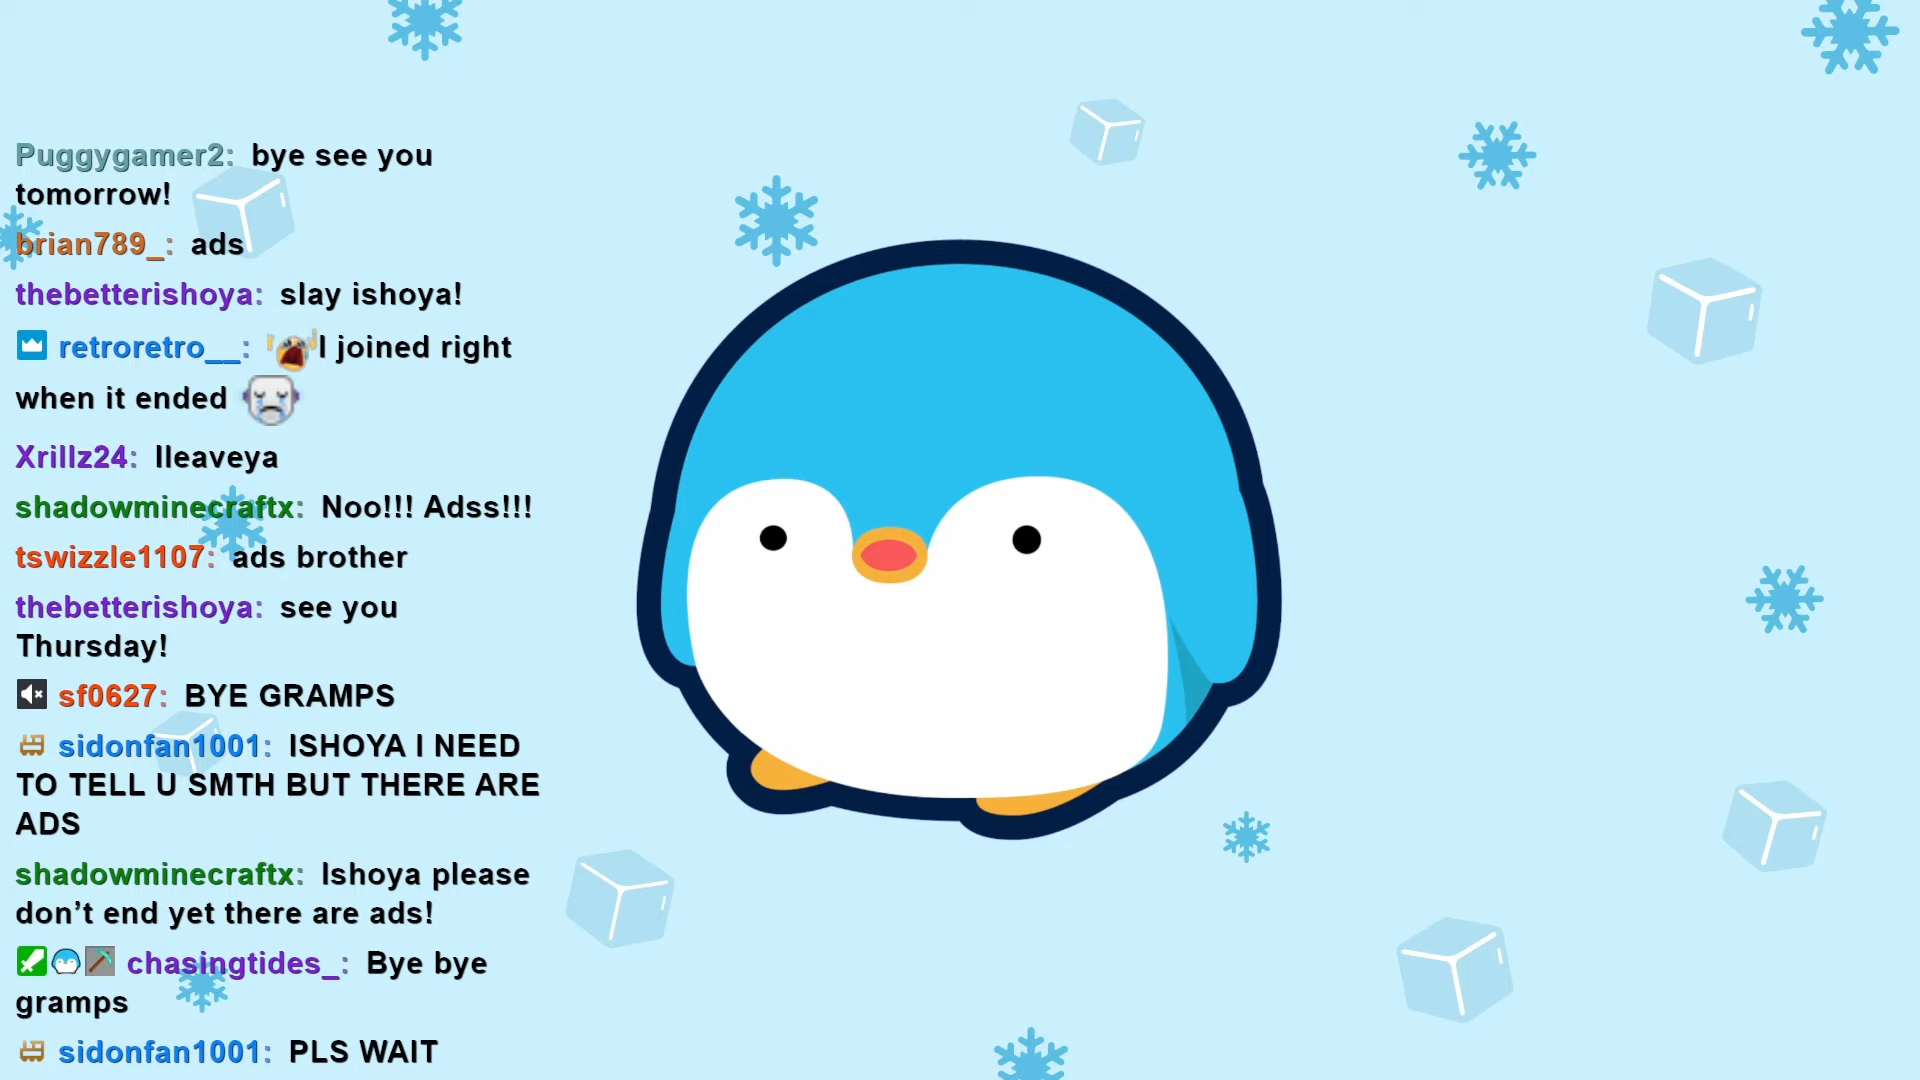 Puggygamer2: bye see you
tomorrow!
brian789_: ads
thebetterishoya: slay ishoya!
retroretro__: I joined right
when it ended
Xrillz24: Ileaveya
shadowminecraftx: Noo!!! Adss!!!
tswizzle1107: ads brother
thebetterishoya: see you
Thursday!
sf0627: BYE GRAMPS
sidonfan1001: ISHOYA I NEED
TO TELL U SMTH BUT THERE ARE
ADS
shadowminecraftx: Ishoya please
don’t end yet there are ads!
chasingtides_: Bye bye
gramps
sidonfan1001: PLS WAIT